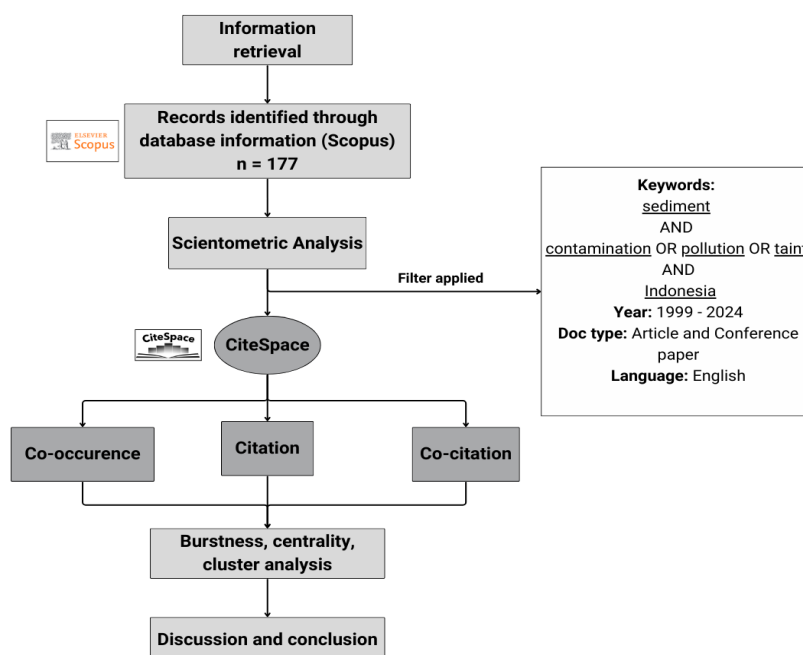 Information
retrieval
ELSEVIER
Scopus
Records identified through
database information (Scopus)
n = 177
Scientometric Analysis
Filter applied
Keywords:
sediment
AND
contamination OR pollution OR taint
AND
Indonesia
Year: 1999 - 2024
Doc type: Article and Conference
paper
Language: English
CiteSpace
CiteSpace
Co-occurence
Citation
Co-citation
Burstness, centrality,
cluster analysis
Discussion and conclusion